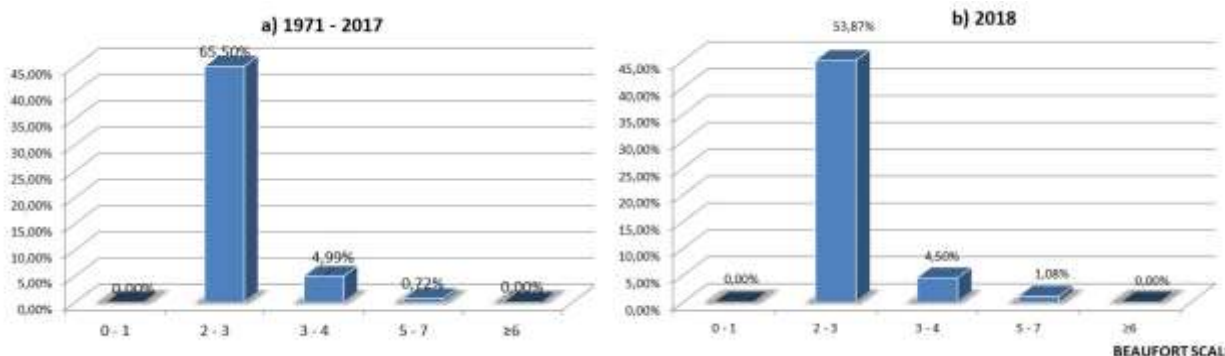 a) 1971 - 2017
65,50%
45,00%
40,00%
35,00%
30,00%
25,00%
20,00%
15,00%
10,00%
5,00%
0,00%
0,00%
4,99%
0,72%
0,00%
0 - 1
2 - 3
3 - 4
5 - 7
≥6
b) 2018
53,87%
45,00%
40,00%
35,00%
30,00%
25,00%
20,00%
15,00%
10,00%
5,00%
0,00%
0,00%
4,50%
1,08%
0,00%
0 - 1
2 - 3
3 - 4
5 - 7
≥6
BEAUFORT SCAL